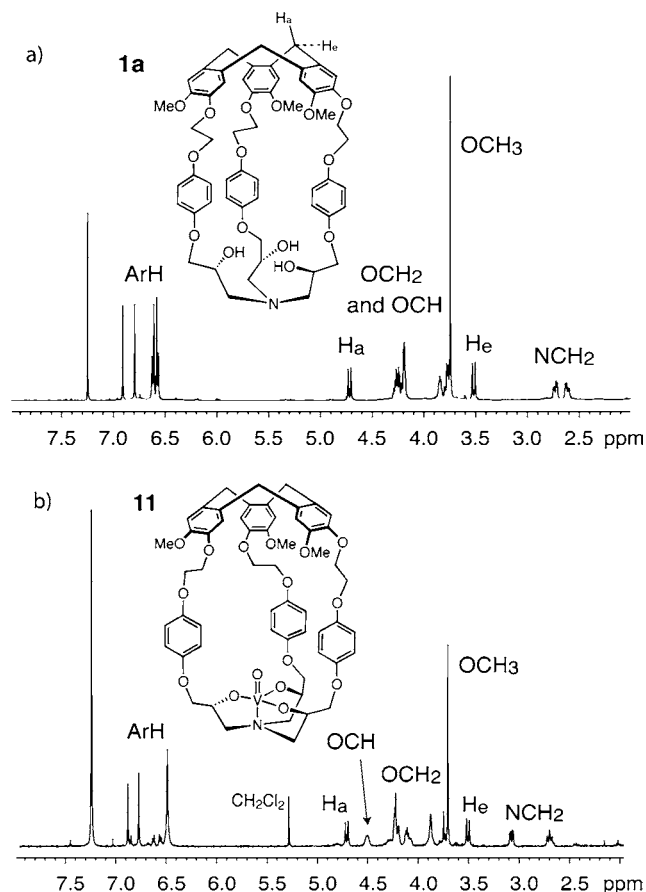 a)
1a
Ha
He
MeO
OMe
OMe
O
O
O
O
O
O
O
O
O
OH
OH
HO
N
ArH
Ha
OCH2
and OCH
OCH3
He
NCH2
7.5 7.0 6.5 6.0 5.5 5.0 4.5 4.0 3.5 3.0 2.5 ppm
b)
11
MeO
OMe
OMe
O
O
O
O
O
O
O
O
O
O
O
O
O
V
N
ArH
CH2Cl2
Ha
OCH
OCH2
OCH3
He
NCH2
7.5 7.0 6.5 6.0 5.5 5.0 4.5 4.0 3.5 3.0 2.5 ppm